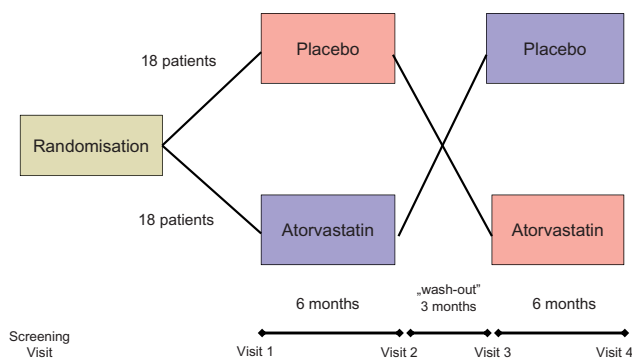 Placebo
Placebo
18 patients
Randomisation
18 patients
Atorvastatin
Atorvastatin
6 months
„wash-out”
3 months
6 months
Screening
Visit
Visit 1
Visit 2
Visit 3
Visit 4